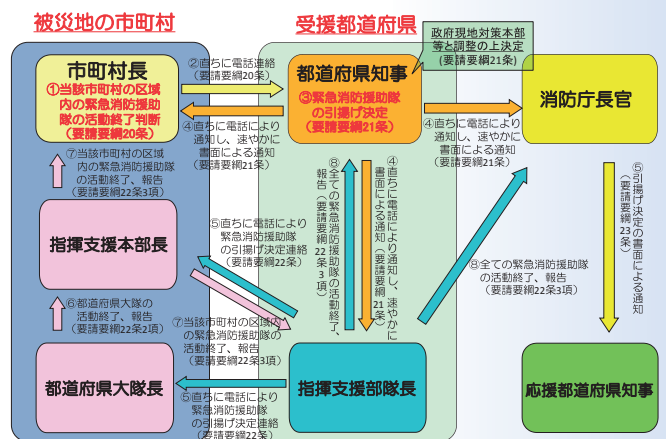 被災地の市町村
受援都道府県
政府現地対策本部
等と調整の上決定
(要請要綱21条)
市町村長
①当該市町村の区域
内の緊急消防援助
隊の活動終了判断
(要請要綱20条)
②直ちに電話連絡
(要請要綱20条)
都道府県知事
③緊急消防援助隊
の引揚げ決定
(要請要綱21条)
消防庁長官
④直ちに電話により
通知し、速やかに
書面による通知
(要請要綱21条)
④直ちに電話により
通知し、速やかに
書面による通知
(要請要綱21条)
⑦当該市町村の区域
内の緊急消防援助隊
の活動終了、報告
(要請要綱22条3項)
⑧全ての緊急消防援助隊の活動終了、
報告(要請要綱22条3項)
④直ちに電話により通知し、速やかに
書面による通知(要請要綱21条)
⑤引揚げ決定の書面による通知
(要請要綱23条)
指揮支援本部長
⑤直ちに電話により
緊急消防援助隊
の引揚げ決定連絡
(要請要綱22条)
⑧全ての緊急消防援助隊
の活動終了、報告
(要請要綱22条3項)
⑥都道府県大隊の
活動終了、報告
(要請要綱22条2項)
⑦当該市町村の区域内
の緊急消防援助隊の
活動終了、報告
(要請要綱22条3項)
都道府県大隊長
指揮支援部隊長
応援都道府県知事
⑤直ちに電話により
緊急消防援助隊
の引揚げ決定連絡
(要請要綱22条)